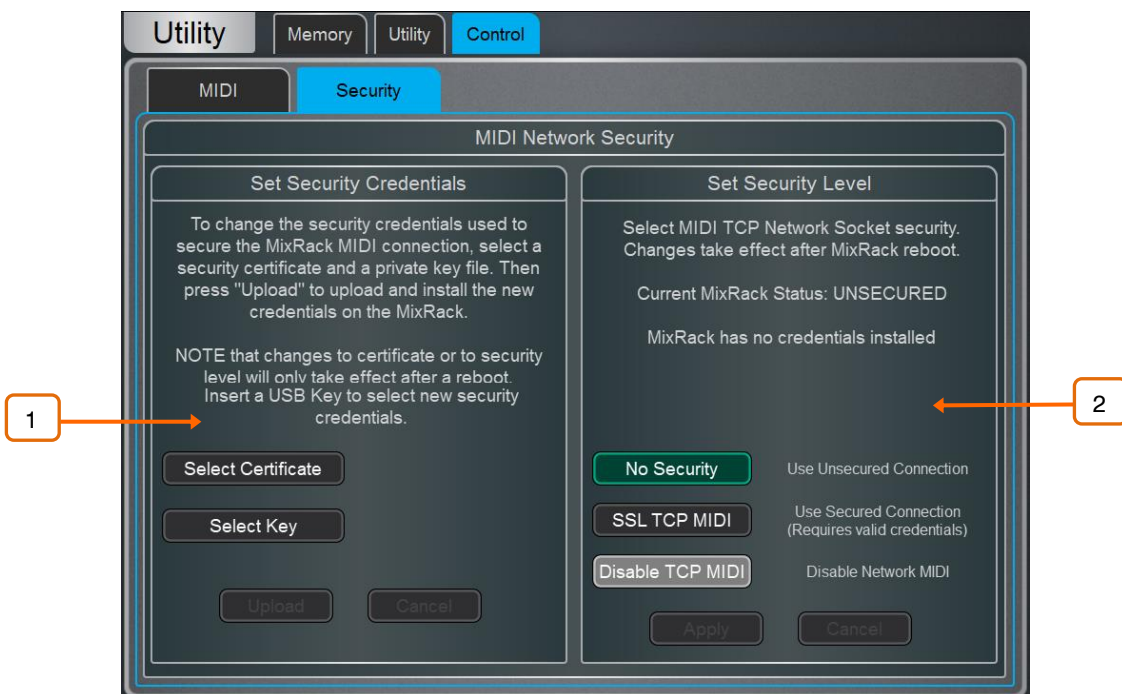 Utility
Memory
Utility
Control
MIDI
Security
MIDI Network Security
Set Security Credentials
To change the security credentials used to
secure the MixRack MIDI connection, select a
security certificate and a private key file. Then
press "Upload" to upload and install the new
credentials on the MixRack.
NOTE that changes to certificate or to security
level will only take effect after a reboot.
Insert a USB Key to select new security
credentials.
1
Select Certificate
Select Key
Upload
Cancel
Set Security Level
Select MIDI TCP Network Socket security.
Changes take effect after MixRack reboot.
Current MixRack Status: UNSECURED
MixRack has no credentials installed
2
No Security
Use Unsecured Connection
SSL TCP MIDI
Use Secured Connection
(Requires valid credentials)
Disable TCP MIDI
Disable Network MIDI
Apply
Cancel